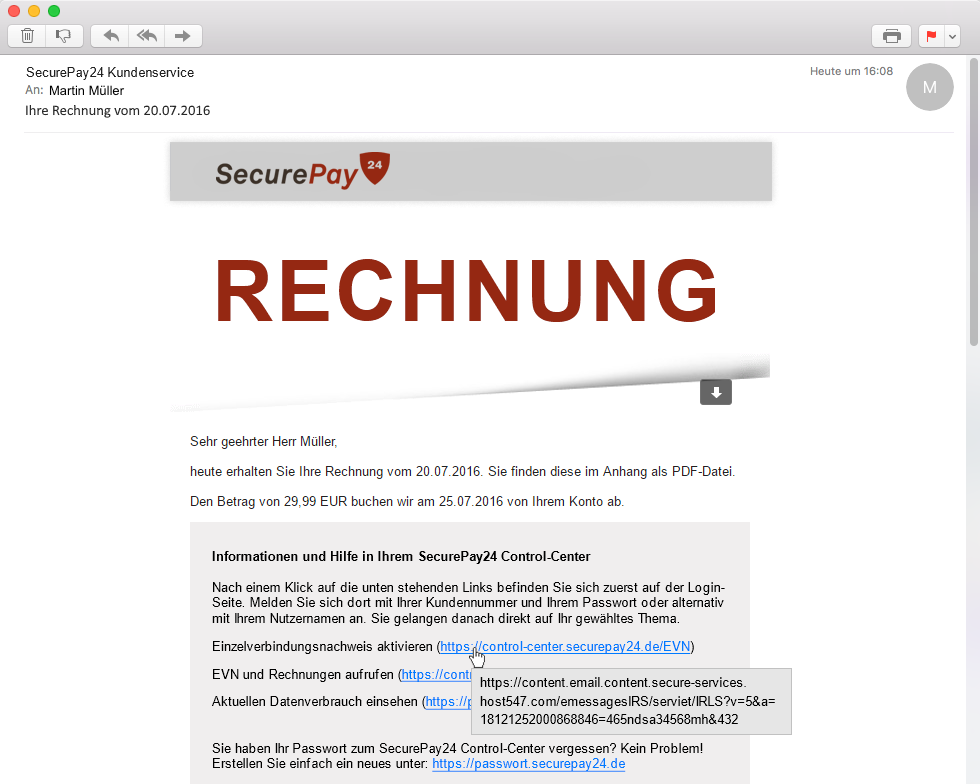 SecurePay24 Kundenservice
Heute um 16:08
M
An: Martin Müller
Ihre Rechnung vom 20.07.2016
SecurePay 24
RECHNUNG
Sehr geehrter Herr Müller,
heute erhalten Sie Ihre Rechnung vom 20.07.2016. Sie finden diese im Anhang als PDF-Datei.
Den Betrag von 29,99 EUR buchen wir am 25.07.2016 von Ihrem Konto ab.
Informationen und Hilfe in Ihrem SecurePay24 Control-Center
Nach einem Klick auf die unten stehenden Links befinden Sie sich zuerst auf der Login-
Seite. Melden Sie sich dort mit Ihrer Kundennummer und Ihrem Passwort oder alternativ
mit Ihrem Nutzernamen an. Sie gelangen danach direkt auf Ihr gewähltes Thema.
Einzelverbindungsnachweis aktivieren (https://control-center.securepay24.de/EVN)
EVN und Rechnungen aufrufen (https://cont
Aktuellen Datenverbrauch einsehen (https://p
https://content.email.content.secure-services.
host547.com/emessagesIRS/serviet/IRLS?v=5&a=
18121252000868846=465ndsa34568mh&432
Sie haben Ihr Passwort zum SecurePay24 Control-Center vergessen? Kein Problem!
Erstellen Sie einfach ein neues unter: https://passwort.securepay24.de